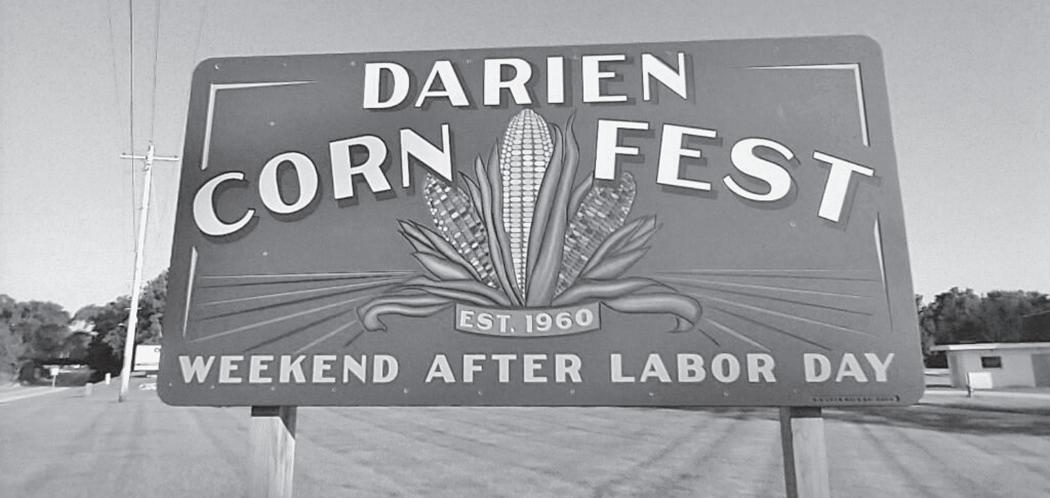 DARIEN
CORN FEST
EST. 1960
WEEKEND AFTER LABOR DAY